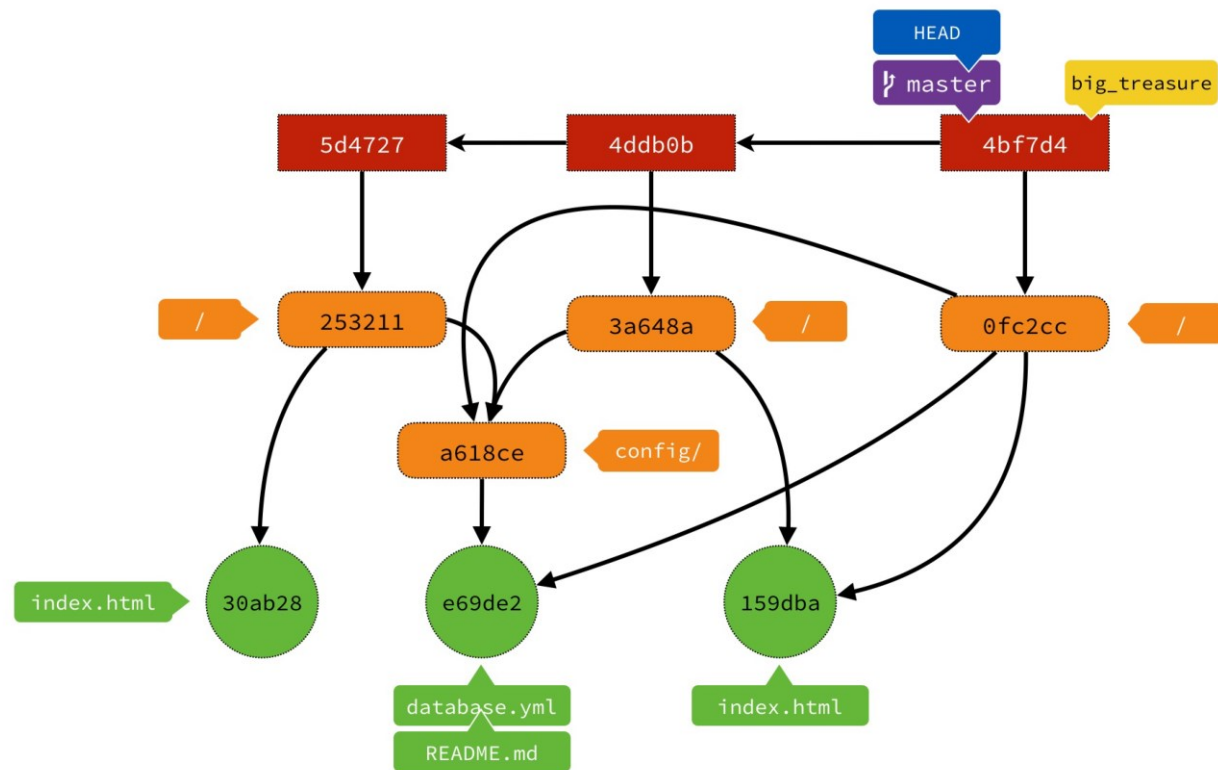 HEAD
master
big_treasure
5d4727
4ddb0b
4bf7d4
/
253211
3a648a
/
0fc2cc
/
a618ce
config/
index.html
30ab28
e69de2
159dba
database.yml
index.html
README.md